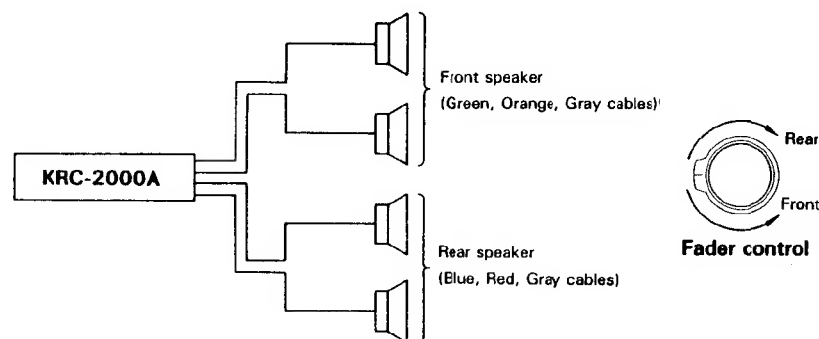 Front speaker
(Green, Orange, Gray cables)
KRC-2000A
Rear
Front
Fader control
Rear speaker
(Blue, Red, Gray cables)